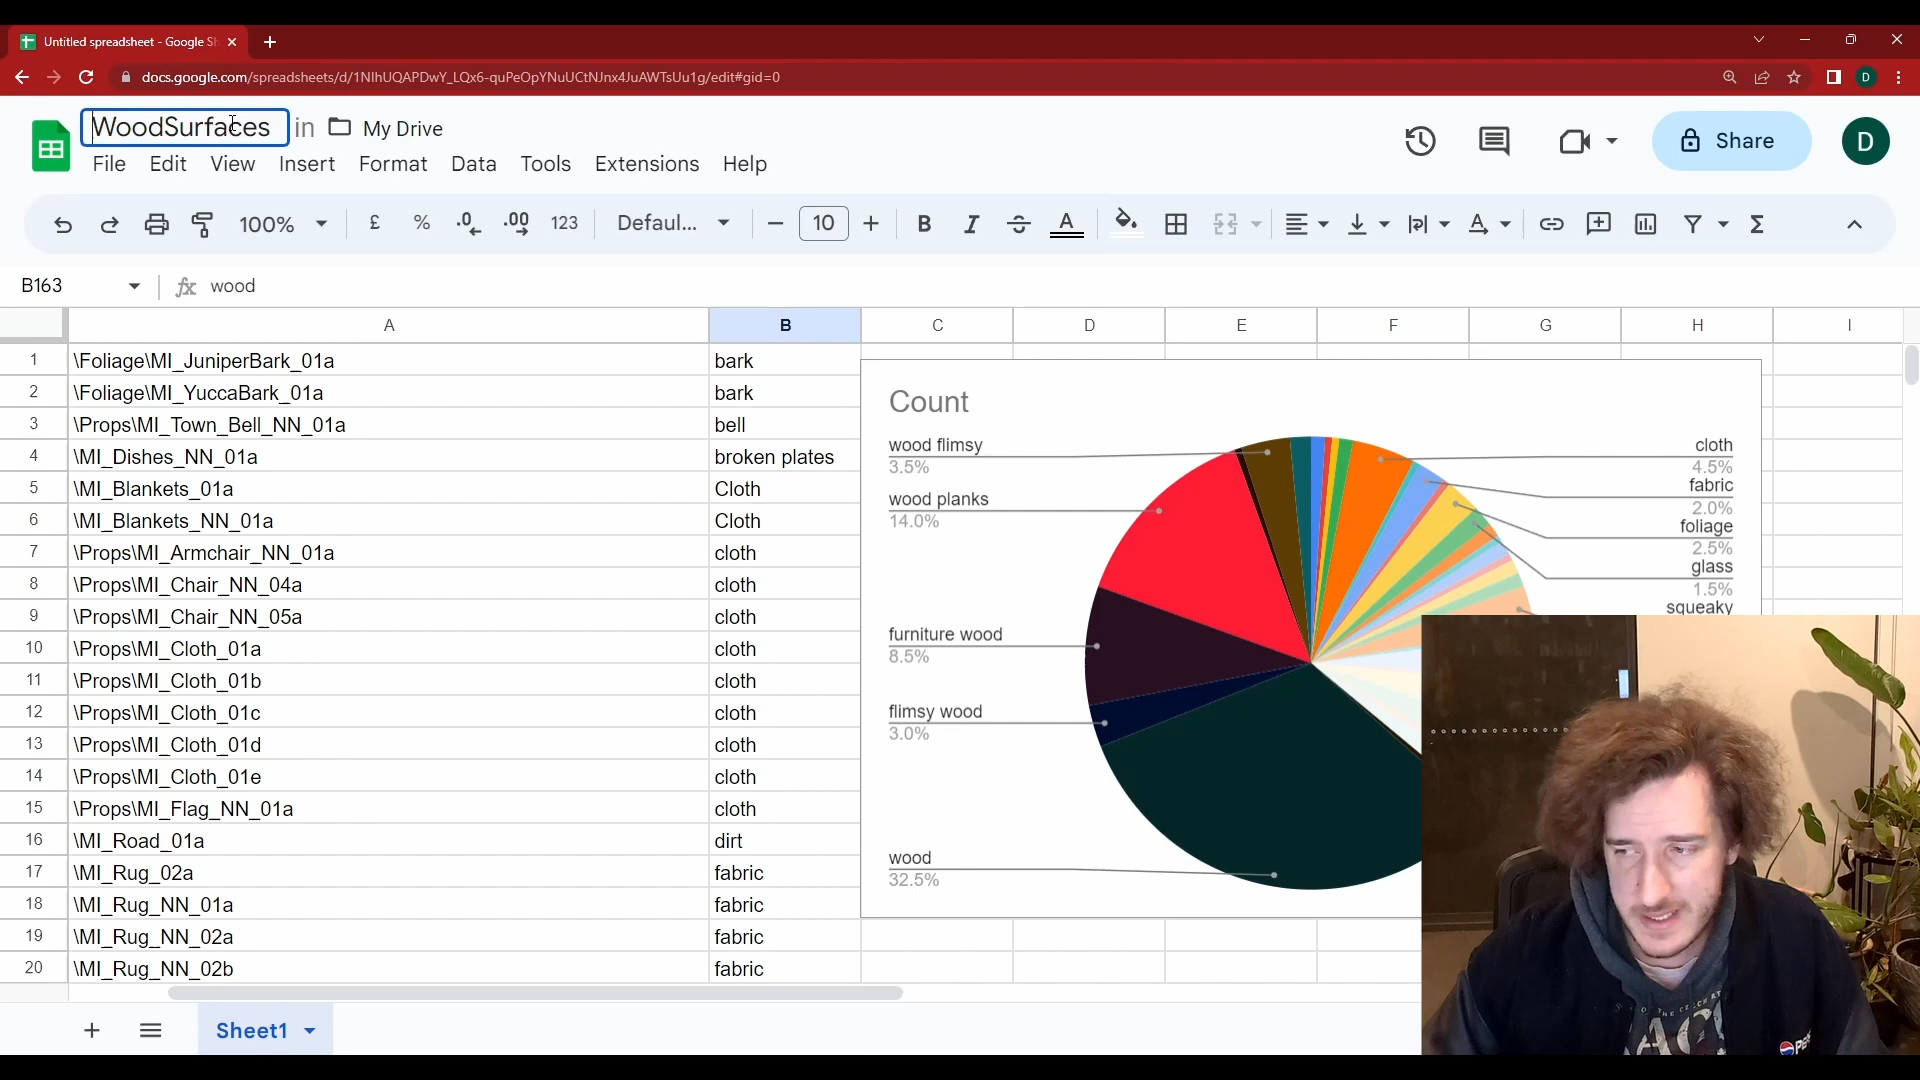 Untitled spreadsheet - Google Sh
docs.google.com/spreadsheets/d/1NlhUQAPDwY_LQx6-quPeOpYNuUCtNJnx4JuAWTsUu1g/edit#gid=0
D
WoodSurfaces in My Drive
File Edit View Insert Format Data Tools Extensions Help
Share
D
100% £ % .0 .00 123 Defaul... 10 B I S A A Σ
B163 fx wood
A B C D E F G H I
1 \Foliage\MI_JuniperBark_01a bark
2 \Foliage\MI_YuccaBark_01a bark
3 \Props\MI_Town_Bell_NN_01a bell
4 \MI_Dishes_NN_01a broken plates
5 \MI_Blankets_01a Cloth
6 \MI_Blankets_NN_01a Cloth
7 \Props\MI_Armchair_NN_01a cloth
8 \Props\MI_Chair_NN_04a cloth
9 \Props\MI_Chair_NN_05a cloth
10 \Props\MI_Cloth_01a cloth
11 \Props\MI_Cloth_01b cloth
12 \Props\MI_Cloth_01c cloth
13 \Props\MI_Cloth_01d cloth
14 \Props\MI_Cloth_01e cloth
15 \Props\MI_Flag_NN_01a cloth
16 \MI_Road_01a dirt
17 \MI_Rug_02a fabric
18 \MI_Rug_NN_01a fabric
19 \MI_Rug_NN_02a fabric
20 \MI_Rug_NN_02b fabric
Count
wood flimsy
3.5%
wood planks
14.0%
furniture wood
8.5%
flimsy wood
3.0%
wood
32.5%
cloth
4.5%
fabric
2.0%
foliage
2.5%
glass
1.5%
squeaky
Sheet1